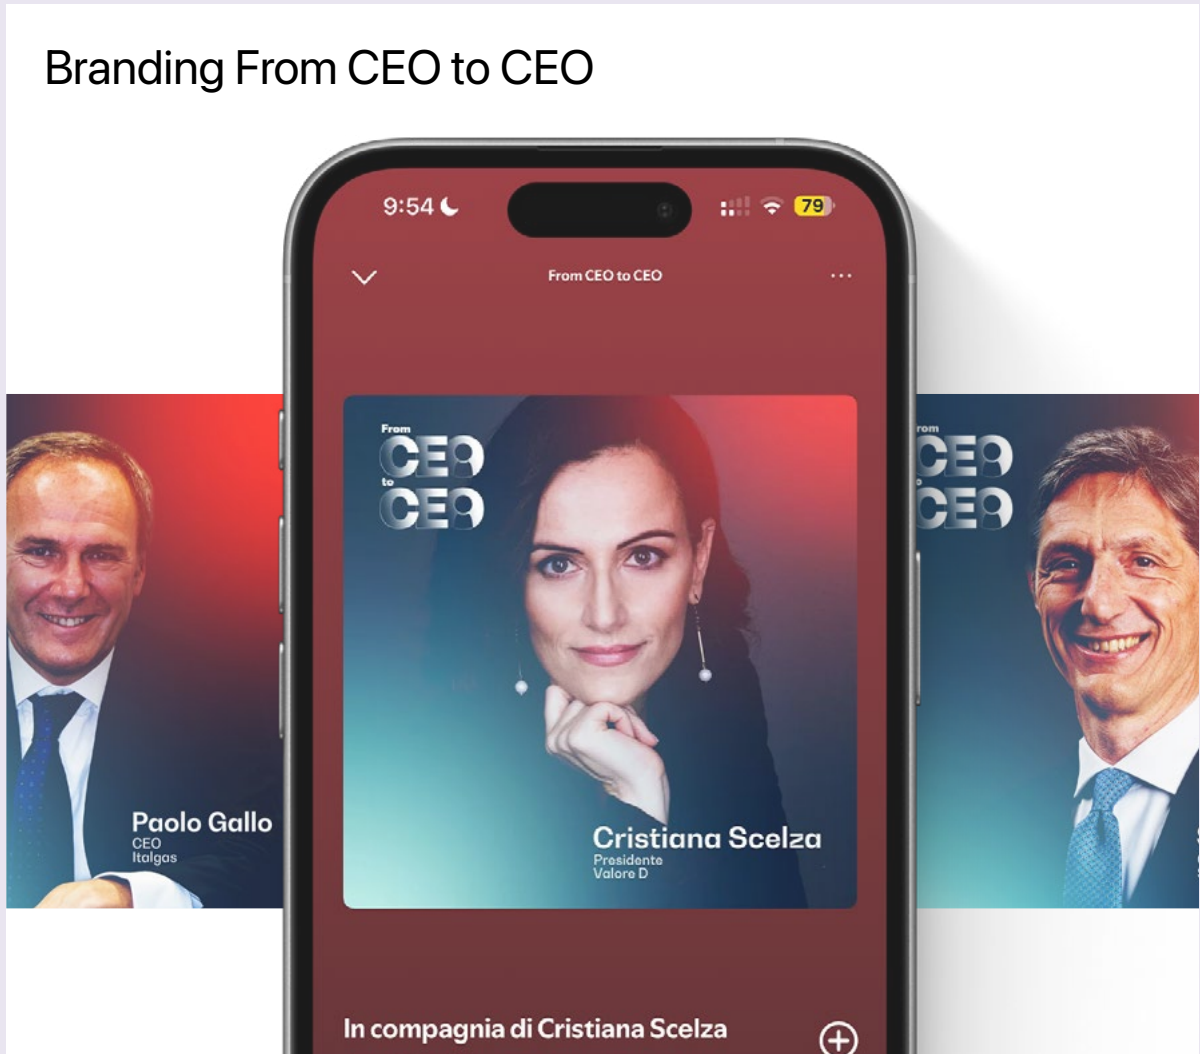 Branding From CEO to CEO
9:54
79
From CEO to CEO
From
CEO
to
CEO
rom
CEO
CEO
Paolo Gallo
CEO
Italgas
Cristiana Scelza
Presidente
Valore D
In compagnia di Cristiana Scelza